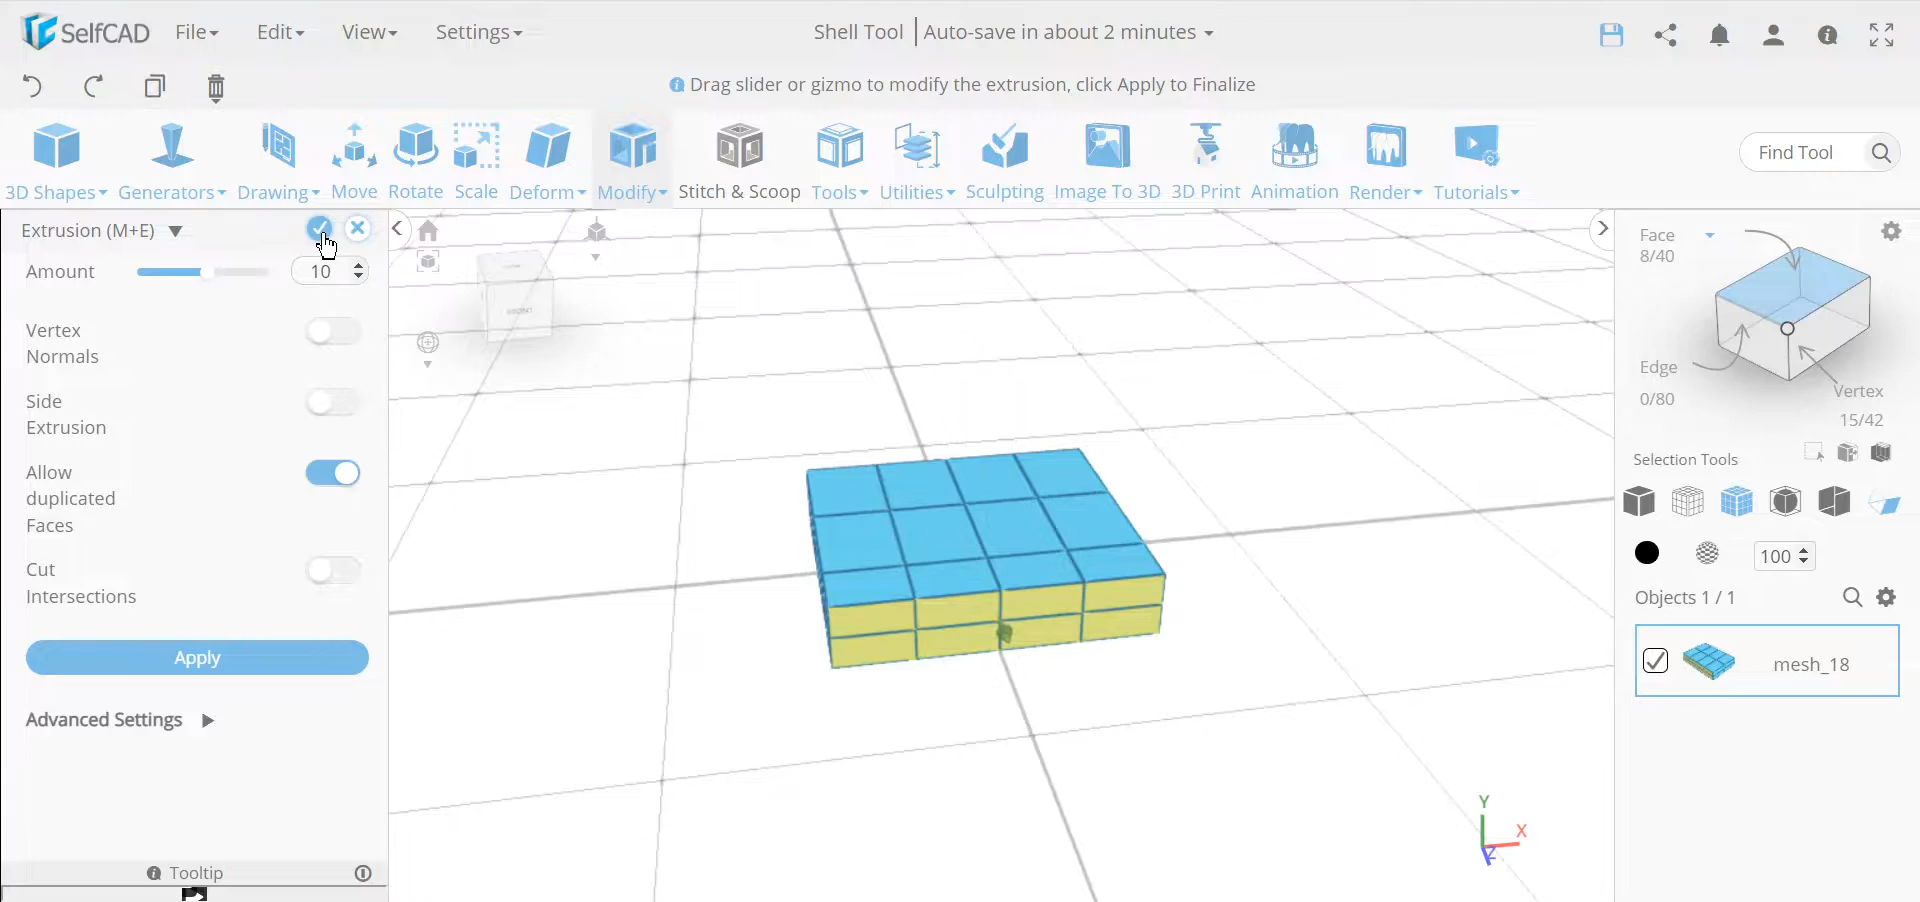 SelfCAD File Edit View Settings Shell Tool Auto-save in about 2 minutes
Drag slider or gizmo to modify the extrusion, click Apply to Finalize
3D Shapes Generators Drawing Move Rotate Scale Deform Modify Stitch & Scoop Tools Utilities Sculpting Image To 3D 3D Print Animation Render Tutorials Find Tool
Extrusion (M+E)
Amount 10
Vertex
Normals
Side
Extrusion
Allow
duplicated
Faces
Cut
Intersections
Apply
Advanced Settings
Tooltip
FRONT
Y
X
Z
Face
8/40
Edge
0/80
Vertex
15/42
Selection Tools
100
Objects 1 / 1
mesh_18